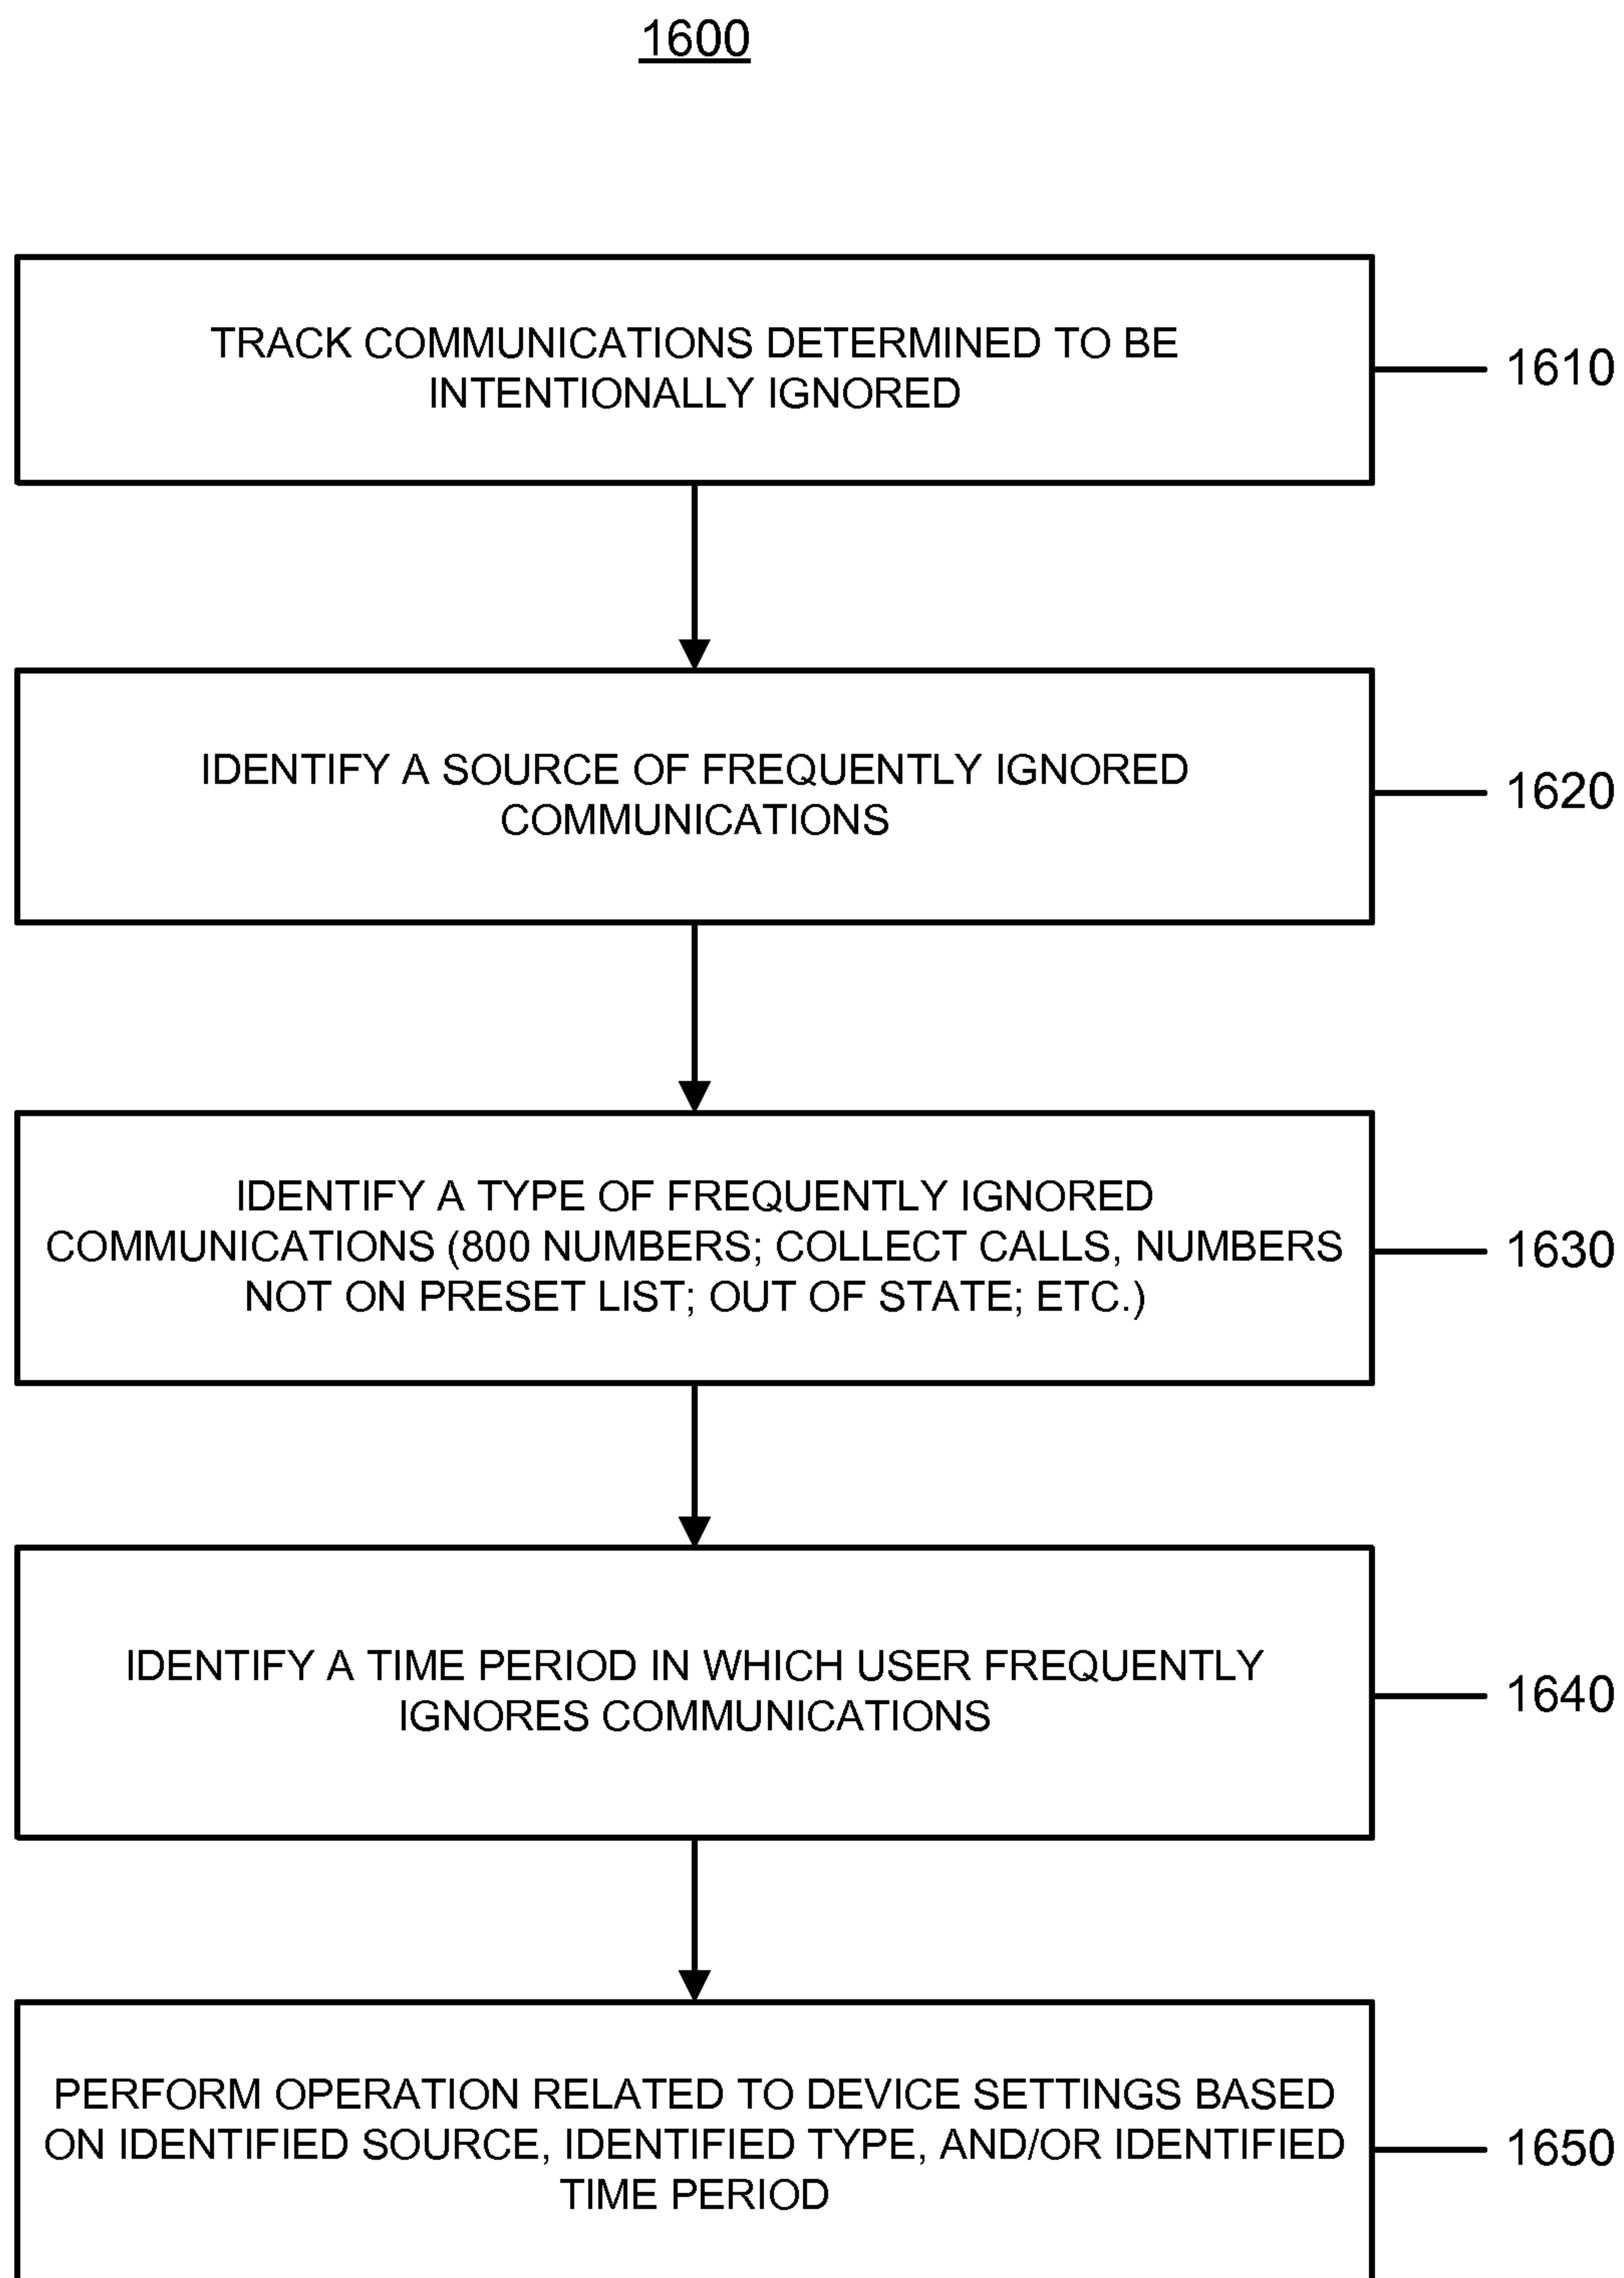 1600
TRACK COMMUNICATIONS DETERMINED TO BE
INTENTIONALLY IGNORED
1610
IDENTIFY A SOURCE OF FREQUENTLY IGNORED
COMMUNICATIONS
1620
IDENTIFY A TYPE OF FREQUENTLY IGNORED
COMMUNICATIONS (800 NUMBERS; COLLECT CALLS, NUMBERS
NOT ON PRESET LIST; OUT OF STATE; ETC.)
1630
IDENTIFY A TIME PERIOD IN WHICH USER FREQUENTLY
IGNORES COMMUNICATIONS
1640
PERFORM OPERATION RELATED TO DEVICE SETTINGS BASED
ON IDENTIFIED SOURCE, IDENTIFIED TYPE, AND/OR IDENTIFIED
TIME PERIOD
1650